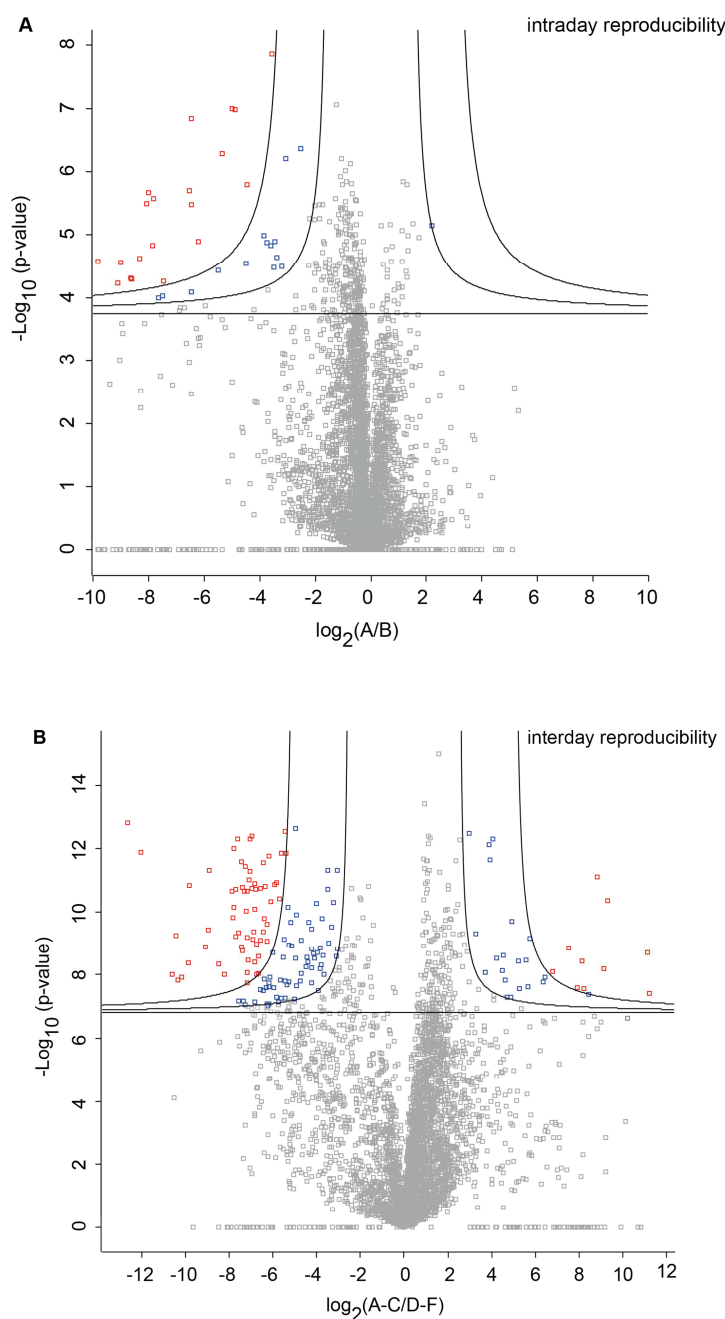 A
intraday reproducibility
8
7
6
5
4
3
2
1
0
-Log10 (p-value)
-10 -8 -6 -4 -2 0 2 4 6 8 10
log2(A/B)
B
interday reproducibility
14
12
10
8
6
4
2
0
-Log10 (p-value)
-12 -10 -8 -6 -4 -2 0 2 4 6 8 10 12
log2(A-C/D-F)